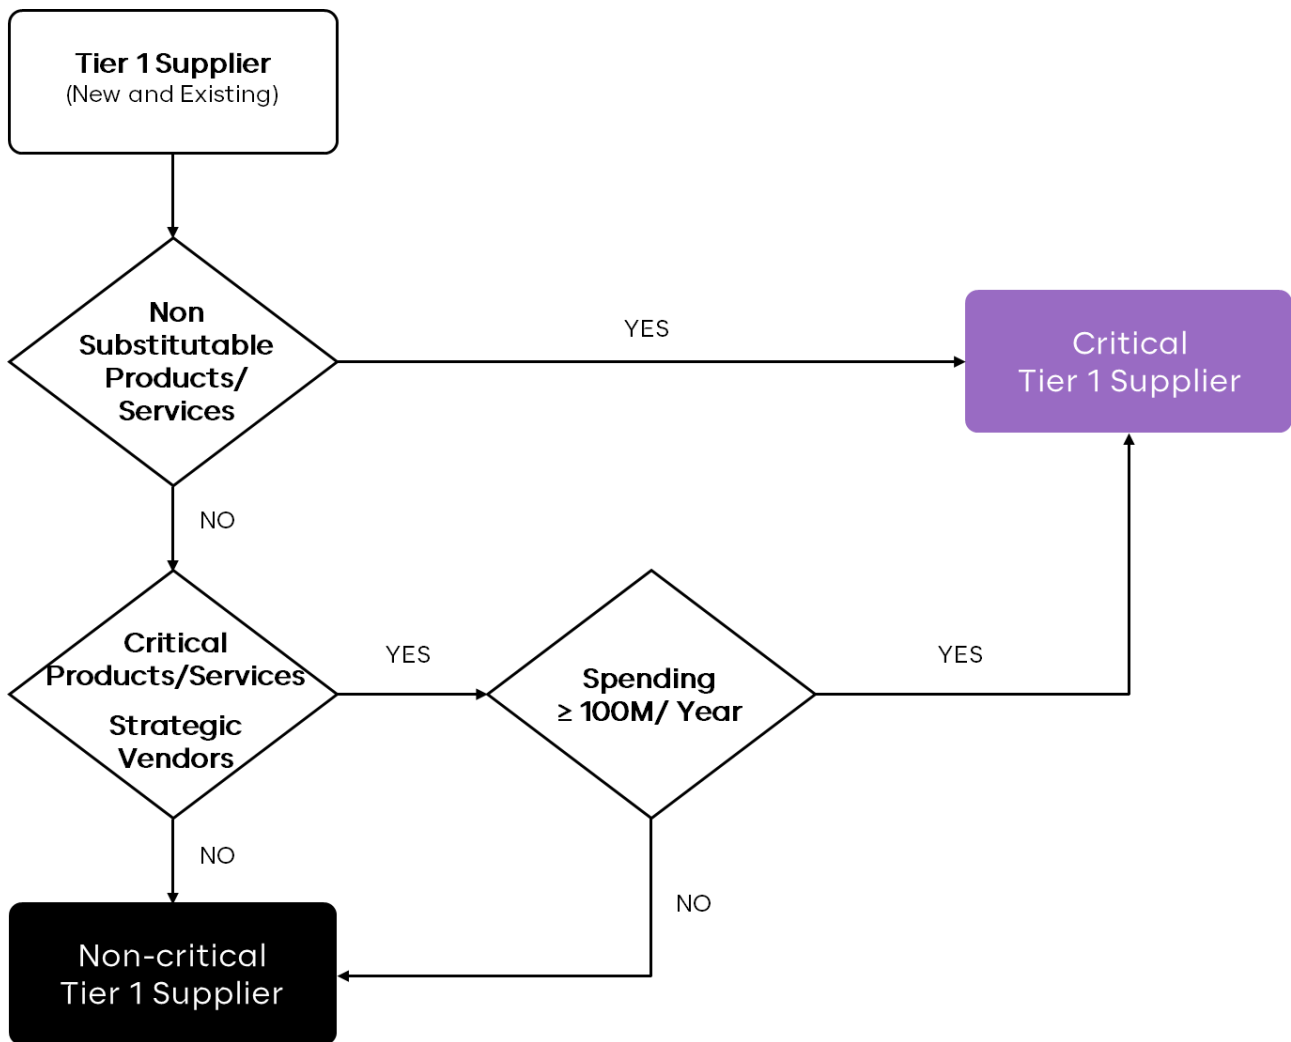 Tier 1 Supplier
(New and Existing)
Non
Substitutable
Products/
Services
YES
Critical
Tier 1 Supplier
NO
Critical
Products/Services
Strategic
Vendors
YES
Spending
≥ 100M/ Year
YES
NO
NO
Non-critical
Tier 1 Supplier